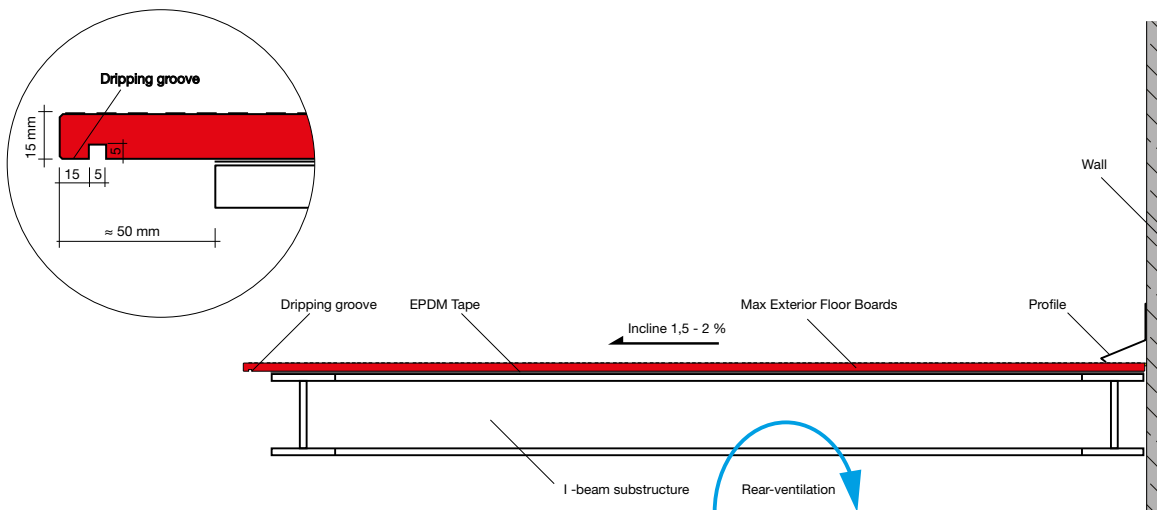 Dripping groove
15 mm
5
15
5
≈ 50 mm
Wall
Dripping groove
EPDM Tape
Max Exterior Floor Boards
Profile
Incline 1,5 - 2 %
I -beam substructure
Rear-ventilation